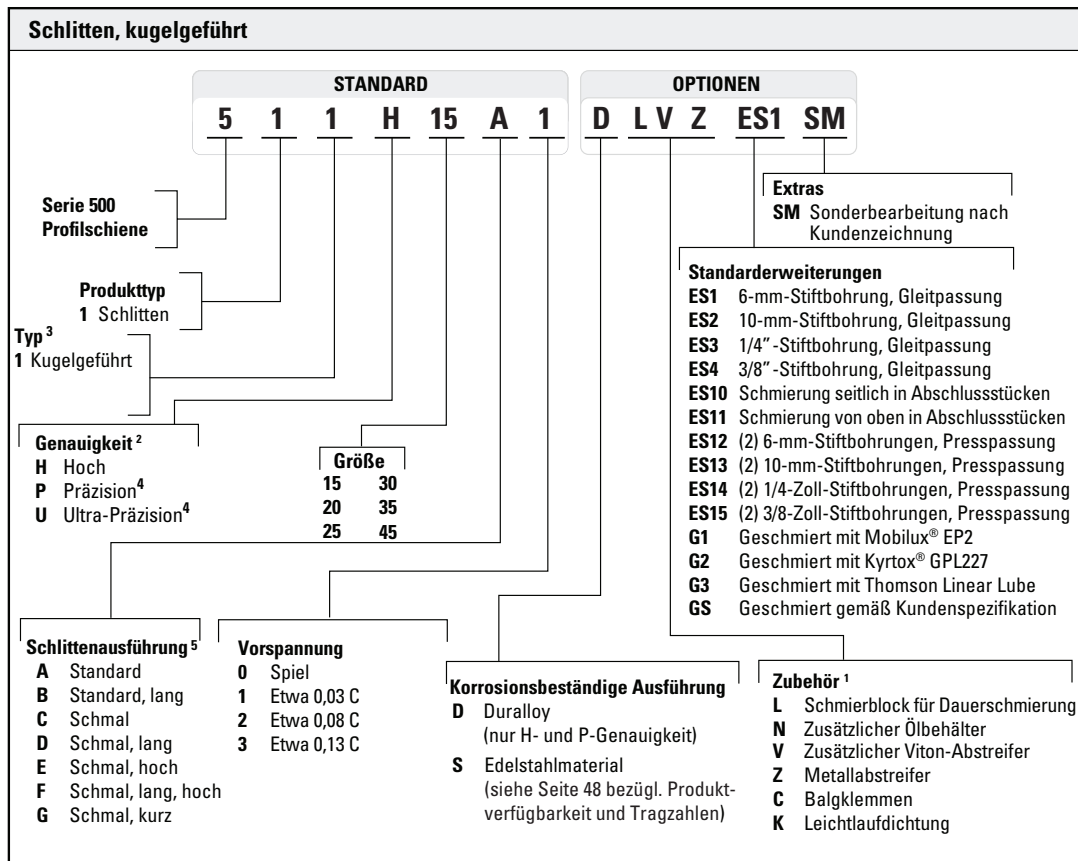 Schlitten, kugelgeführt
STANDARD
OPTIONEN
5 1 1 H 15 A 1 D L V Z ES1 SM
Serie 500
Profilschiene
Produkttyp
1 Schlitten
Typ 3
1 Kugelgeführt
Genauigkeit 2
H Hoch
P Präzision4
U Ultra-Präzision4
Größe
15 30
20 35
25 45
Extras
SM Sonderbearbeitung nach
Kundenzeichnung
Standarderweiterungen
ES1 6-mm-Stiftbohrung, Gleitpassung
ES2 10-mm-Stiftbohrung, Gleitpassung
ES3 1/4”-Stiftbohrung, Gleitpassung
ES4 3/8”-Stiftbohrung, Gleitpassung
ES10 Schmierung seitlich in Abschlussstücken
ES11 Schmierung von oben in Abschlussstücken
ES12 (2) 6-mm-Stiftbohrungen, Presspassung
ES13 (2) 10-mm-Stiftbohrungen, Presspassung
ES14 (2) 1/4-Zoll-Stiftbohrungen, Presspassung
ES15 (2) 3/8-Zoll-Stiftbohrungen, Presspassung
G1 Geschmiert mit Mobilux® EP2
G2 Geschmiert mit Kyrtox® GPL227
G3 Geschmiert mit Thomson Linear Lube
GS Geschmiert gemäß Kundenspezifikation
Schlittenausführung 5
A Standard
B Standard, lang
C Schmal
D Schmal, lang
E Schmal, hoch
F Schmal, lang, hoch
G Schmal, kurz
Vorspannung
0 Spiel
1 Etwa 0,03 C
2 Etwa 0,08 C
3 Etwa 0,13 C
Korrosionsbeständige Ausführung
D Duralloy
(nur H- und P-Genauigkeit)
S Edelstahlmaterial
(siehe Seite 48 bezügl. Produkt-
verfügbarkeit und Tragzahlen)
Zubehör 1
L Schmierblock für Dauerschmierung
N Zusätzlicher Ölbehälter
V Zusätzlicher Viton-Abstreifer
Z Metallabstreifer
C Balgklemmen
K Leichtlaufdichtung